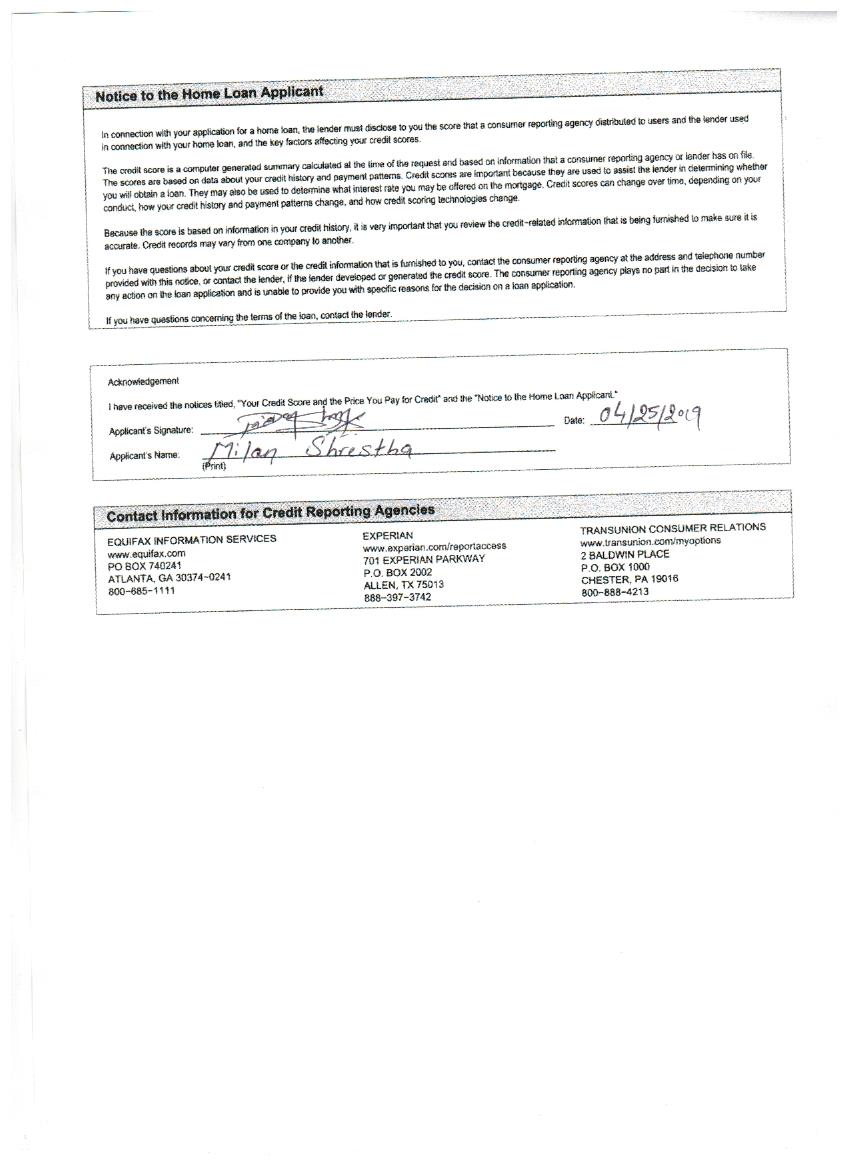 Notice to the Home Loan Applicant
In connection with your application for a home loan, the lender must disclose to you the score that a consumer reporting agency distributed to users and the lender used
in connection with your home loan, and the key factors affecting your credit scores.
The credit score is a computer generated summary calculated at the time of the request and based on information that a consumer reporting agency or lender has on file.
The scores are based on data about your credit history and payment patterns. Credit scores are important because they are used to assist the lender in determining whether
you will obtain a loan. They may also be used to determine what interest rate you may be offered on the mortgage. Credit scores can change over time, depending on your
conduct, how your credit history and payment patterns change, and how credit scoring technologies change.
Because the score is based on information in your credit history, it is very important that you review the credit-related information that is being furnished to make sure it is
accurate. Credit records may vary from one company to another.
If you have questions about your credit score or the credit information that is furnished to you, contact the consumer reporting agency at the address and telephone number
provided with this notice, or contact the lender, if the lender developed or generated the credit score. The consumer reporting agency plays no part in the decision to take
any action on the loan application and is unable to provide you with specific reasons for the decision on a loan application.
If you have questions concerning the terms of the loan, contact the lender.
Acknowledgement
I have received the notices titled, "Your Credit Score and the Price You Pay for Credit" and the "Notice to the Home Loan Applicant."
Applicant's Signature: Date: 04/25/2019
Applicant's Name: Milan Shrestha
(Print)
Contact Information for Credit Reporting Agencies
EQUIFAX INFORMATION SERVICES
www.equifax.com
PO BOX 740241
ATLANTA, GA 30374-0241
800-685-1111
EXPERIAN
www.experian.com/reportaccess
701 EXPERIAN PARKWAY
P.O. BOX 2002
ALLEN, TX 75013
888-397-3742
TRANSUNION CONSUMER RELATIONS
www.transunion.com/myoptions
2 BALDWIN PLACE
P.O. BOX 1000
CHESTER, PA 19016
800-888-4213